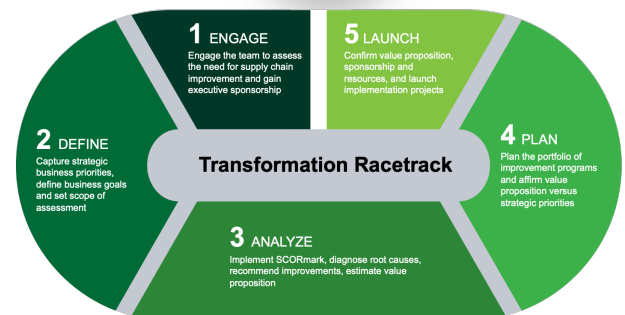 1 ENGAGE
Engage the team to assess
the need for supply chain
improvement and gain
executive sponsorship
5 LAUNCH
Confirm value proposition,
sponsorship and
resources, and launch
implementation projects
2 DEFINE
Capture strategic
business priorities,
define business goals
and set scope of
assessment
Transformation Racetrack
4 PLAN
Plan the portfolio of
improvement programs
and affirm value
proposition versus
strategic priorities
3 ANALYZE
Implement SCORmark, diagnose root causes,
recommend improvements, estimate value
proposition